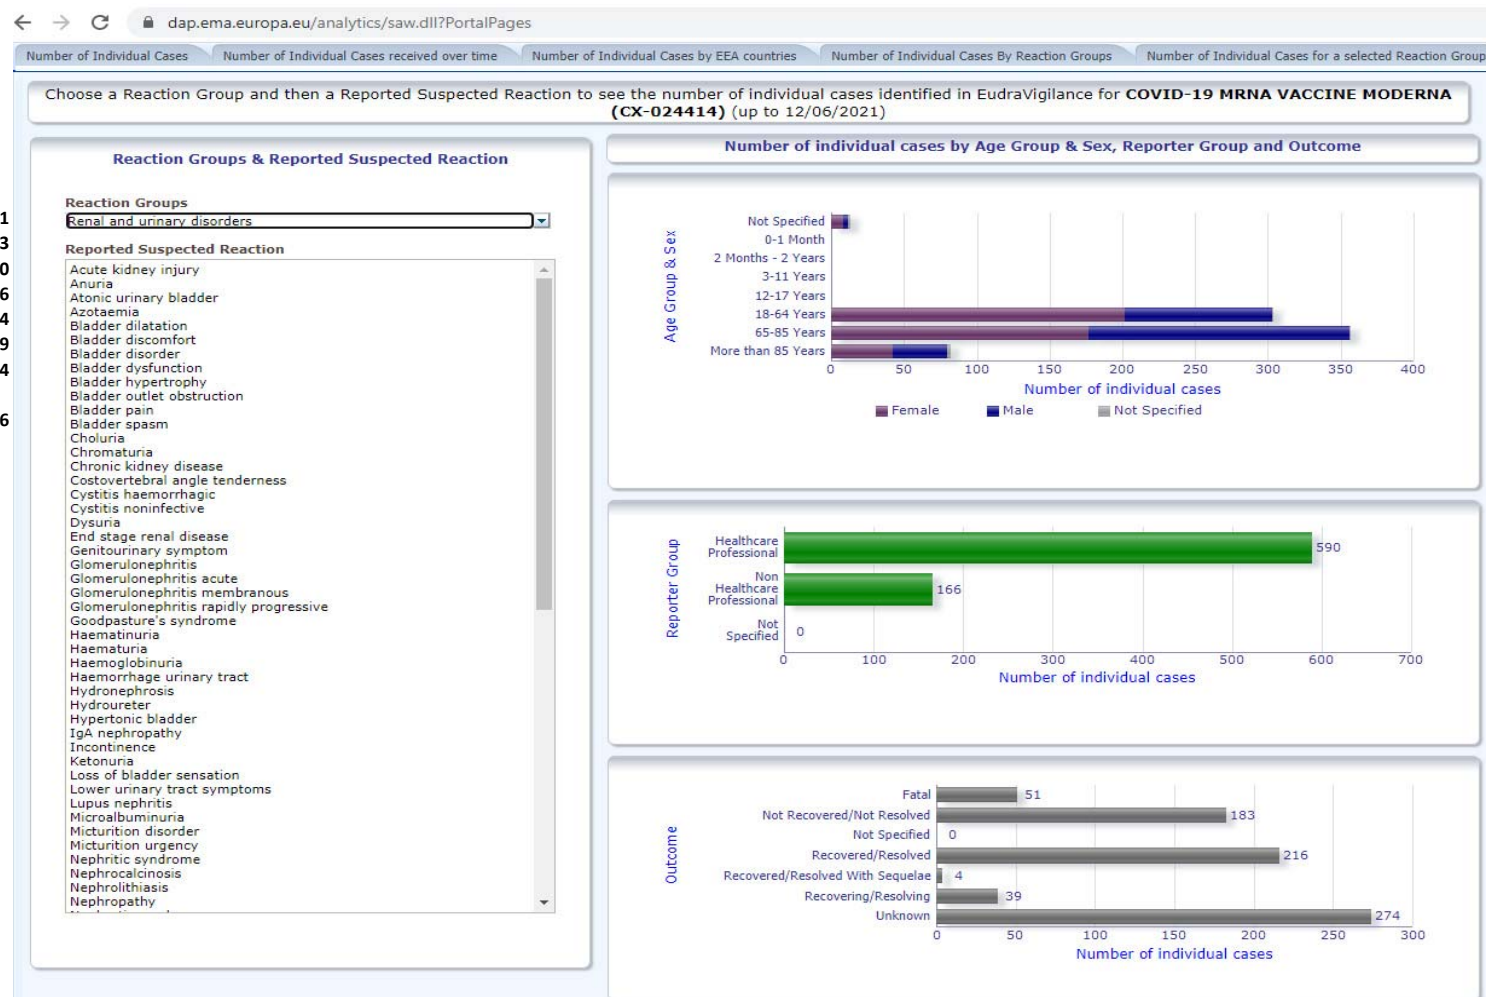 dap.ema.europa.eu/analytics/saw.dll?PortalPages
Number of Individual Cases
Number of Individual Cases received over time
Number of Individual Cases by EEA countries
Number of Individual Cases By Reaction Groups
Number of Individual Cases for a selected Reaction Group
Choose a Reaction Group and then a Reported Suspected Reaction to see the number of individual cases identified in EudraVigilance for COVID-19 MRNA VACCINE MODERNA
(CX-024414) (up to 12/06/2021)
Reaction Groups & Reported Suspected Reaction
Reaction Groups
Renal and urinary disorders
Reported Suspected Reaction
Acute kidney injury
Anuria
Atonic urinary bladder
Azotaemia
Bladder dilatation
Bladder discomfort
Bladder disorder
Bladder dysfunction
Bladder hypertrophy
Bladder outlet obstruction
Bladder pain
Bladder spasm
Choluria
Chromaturia
Chronic kidney disease
Costovertebral angle tenderness
Cystitis haemorrhagic
Cystitis noninfective
Dysuria
End stage renal disease
Genitourinary symptom
Glomerulonephritis
Glomerulonephritis acute
Glomerulonephritis membranous
Glomerulonephritis rapidly progressive
Goodpasture's syndrome
Haematinuria
Haematuria
Haemoglobinuria
Haemorrhage urinary tract
Hydronephrosis
Hydroureter
Hypertonic bladder
IgA nephropathy
Incontinence
Ketonuria
Loss of bladder sensation
Lower urinary tract symptoms
Lupus nephritis
Microalbuminuria
Micturition disorder
Micturition urgency
Nephritic syndrome
Nephrocalcinosis
Nephrolithiasis
Nephropathy
1
3
0
6
4
9
4
6
Number of individual cases by Age Group & Sex, Reporter Group and Outcome
Age Group & Sex
Not Specified
0-1 Month
2 Months - 2 Years
3-11 Years
12-17 Years
18-64 Years
65-85 Years
More than 85 Years
0 50 100 150 200 250 300 350 400
Number of individual cases
Female Male Not Specified
Reporter Group
Healthcare
Professional
590
Non
Healthcare
Professional
166
Not
Specified
0
0 100 200 300 400 500 600 700
Number of individual cases
Outcome
Fatal 51
Not Recovered/Not Resolved 183
Not Specified 0
Recovered/Resolved 216
Recovered/Resolved With Sequelae 4
Recovering/Resolving 39
Unknown 274
0 50 100 150 200 250 300
Number of individual cases